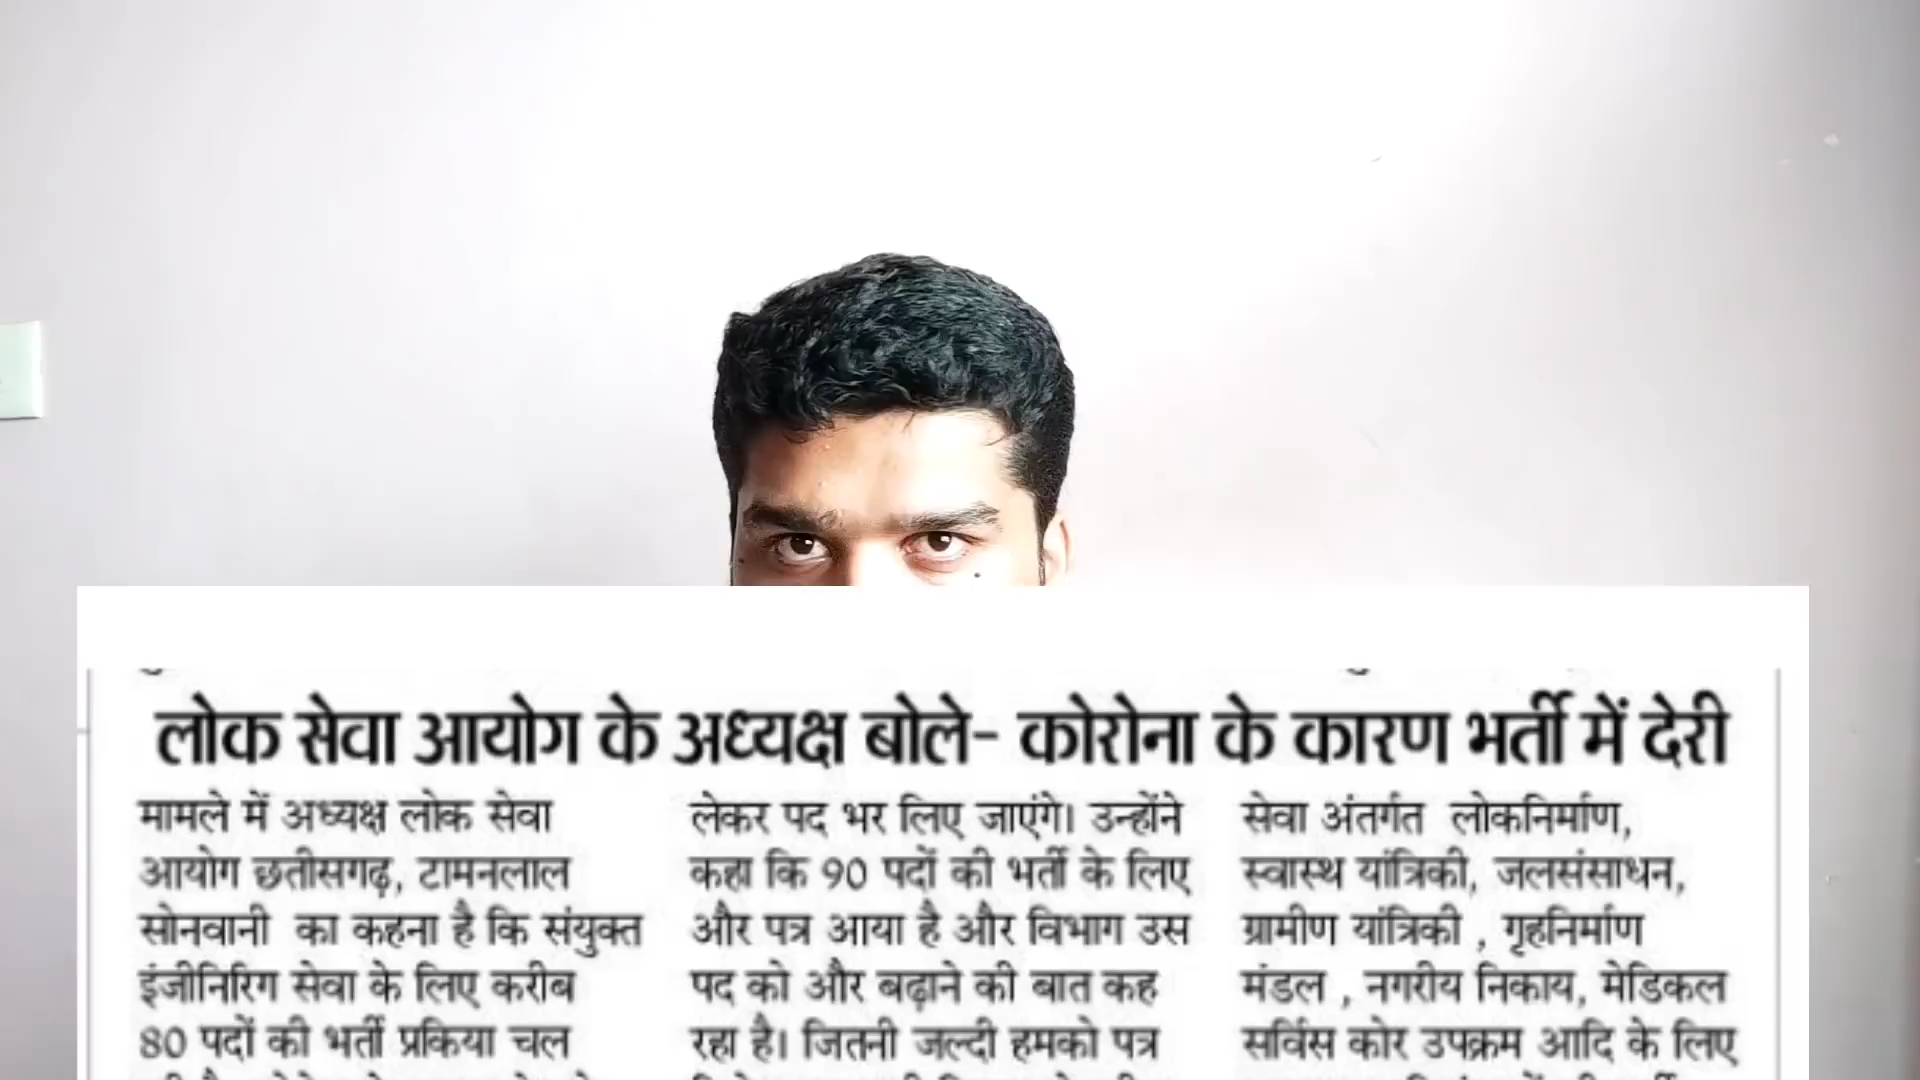 लोक सेवा आयोग के अध्यक्ष बोले- कोरोना के कारण भर्ती में देरी
मामले में अध्यक्ष लोक सेवा
आयोग छतीसगढ़, टामनलाल
सोनवानी का कहना है कि संयुक्त
इंजीनिरिग सेवा के लिए करीब
80 पदों की भर्ती प्रकिया चल
लेकर पद भर लिए जाएंगे। उन्होंने
कहा कि 90 पदों की भर्ती के लिए
और पत्र आया है और विभाग उस
पद को और बढ़ाने की बात कह
रहा है। जितनी जल्दी हमको पत्र
सेवा अंतर्गत लोकनिर्माण,
स्वास्थ यांत्रिकी, जलसंसाधन,
ग्रामीण यांत्रिकी , गृहनिर्माण
मंडल , नगरीय निकाय, मेडिकल
सर्विस कोर उपक्रम आदि के लिए